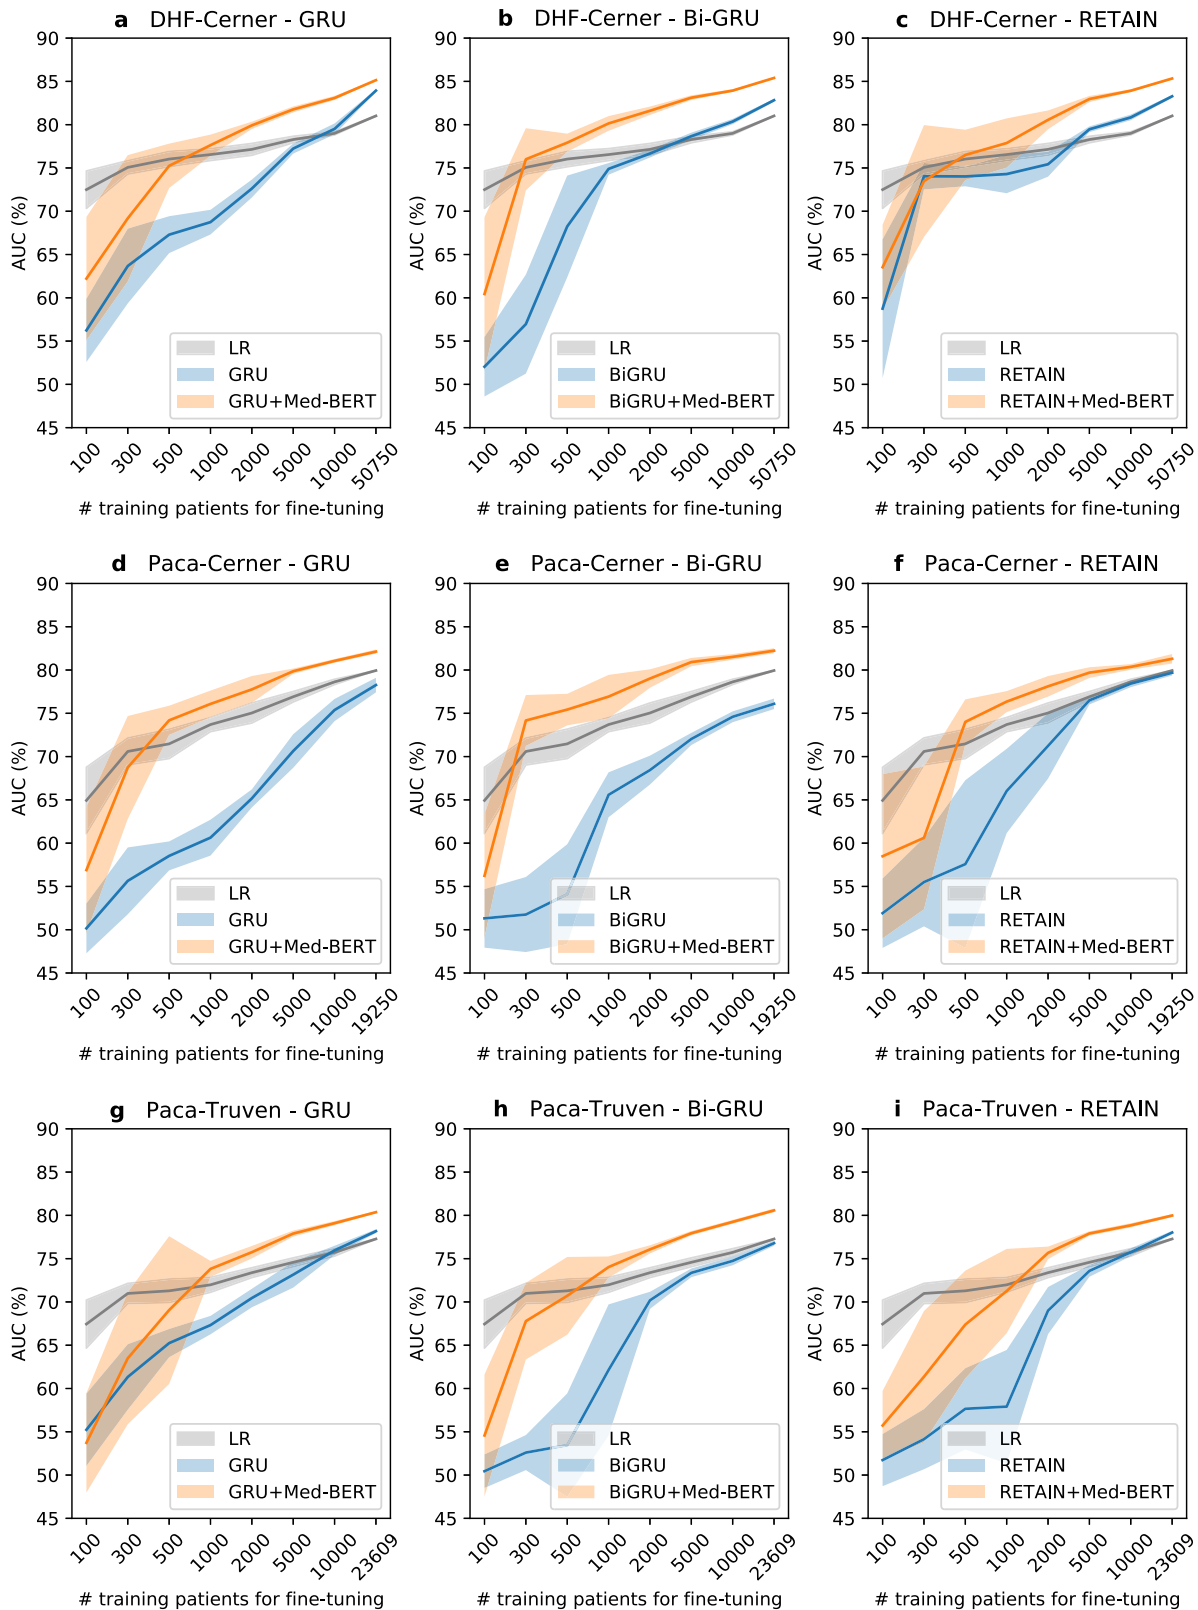 a DHF-Cerner - GRU
AUC (%)
90
85
80
75
70
65
60
55
50
45
LR
GRU
GRU+Med-BERT
100 300 500 1000 2000 5000 10000 50750
# training patients for fine-tuning
b DHF-Cerner - Bi-GRU
AUC (%)
90
85
80
75
70
65
60
55
50
45
LR
BiGRU
BiGRU+Med-BERT
100 300 500 1000 2000 5000 10000 50750
# training patients for fine-tuning
c DHF-Cerner - RETAIN
AUC (%)
90
85
80
75
70
65
60
55
50
45
LR
RETAIN
RETAIN+Med-BERT
100 300 500 1000 2000 5000 10000 50750
# training patients for fine-tuning
d Paca-Cerner - GRU
AUC (%)
90
85
80
75
70
65
60
55
50
45
LR
GRU
GRU+Med-BERT
100 300 500 1000 2000 5000 10000 19250
# training patients for fine-tuning
e Paca-Cerner - Bi-GRU
AUC (%)
90
85
80
75
70
65
60
55
50
45
LR
BiGRU
BiGRU+Med-BERT
100 300 500 1000 2000 5000 10000 19250
# training patients for fine-tuning
f Paca-Cerner - RETAIN
AUC (%)
90
85
80
75
70
65
60
55
50
45
LR
RETAIN
RETAIN+Med-BERT
100 300 500 1000 2000 5000 10000 19250
# training patients for fine-tuning
g Paca-Truven - GRU
AUC (%)
90
85
80
75
70
65
60
55
50
45
LR
GRU
GRU+Med-BERT
100 300 500 1000 2000 5000 10000 23609
# training patients for fine-tuning
h Paca-Truven - Bi-GRU
AUC (%)
90
85
80
75
70
65
60
55
50
45
LR
BiGRU
BiGRU+Med-BERT
100 300 500 1000 2000 5000 10000 23609
# training patients for fine-tuning
i Paca-Truven - RETAIN
AUC (%)
90
85
80
75
70
65
60
55
50
45
LR
RETAIN
RETAIN+Med-BERT
100 300 500 1000 2000 5000 10000 23609
# training patients for fine-tuning